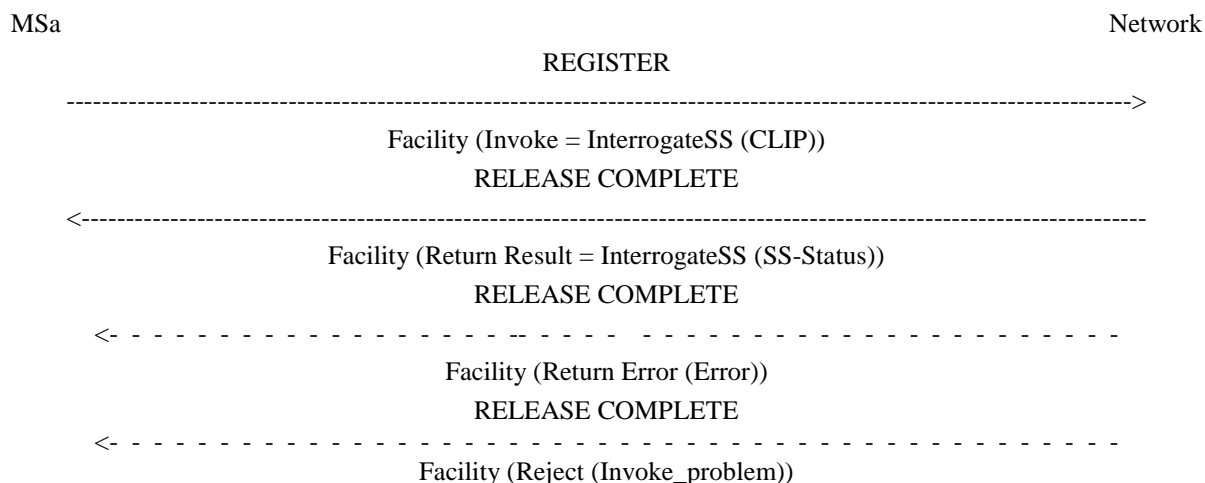 MSa Network
REGISTER
------------------------------------------------------------------------------------------------------------------------>
Facility (Invoke = InterrogateSS (CLIP))
RELEASE COMPLETE
<------------------------------------------------------------------------------------------------------------------------
Facility (Return Result = InterrogateSS (SS-Status))
RELEASE COMPLETE
<- - - - - - - - - - - - - - - - - - - -- - - - - - - - - - - - - - - - - - - - - - -
Facility (Return Error (Error))
RELEASE COMPLETE
<- - - - - - - - - - - - - - - - - - - - - - - - - - - - - - - - - - - - - - - - - -
Facility (Reject (Invoke_problem))